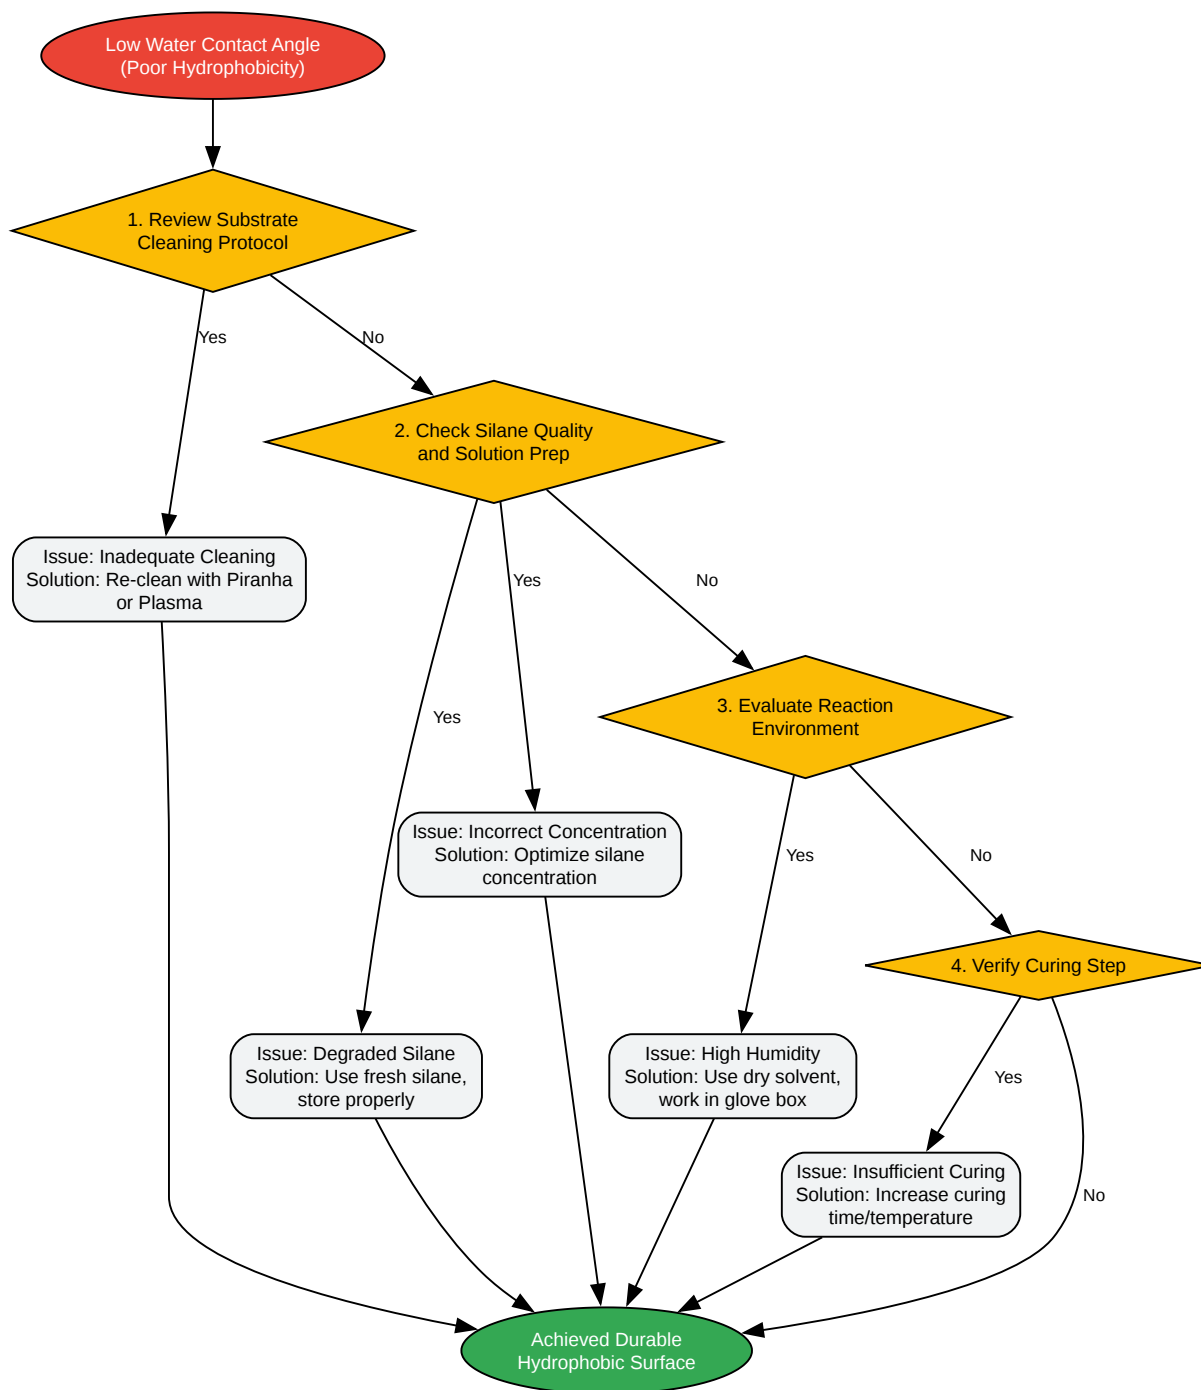 Low Water Contact Angle
(Poor Hydrophobicity)
1. Review Substrate
Cleaning Protocol
Yes
No
2. Check Silane Quality
and Solution Prep
Issue: Inadequate Cleaning
Solution: Re-clean with Piranha
or Plasma
Yes
No
Yes
3. Evaluate Reaction
Environment
Issue: Incorrect Concentration
Solution: Optimize silane
concentration
Yes
No
4. Verify Curing Step
Issue: Degraded Silane
Solution: Use fresh silane,
store properly
Issue: High Humidity
Solution: Use dry solvent,
work in glove box
Yes
Issue: Insufficient Curing
Solution: Increase curing
time/temperature
No
Achieved Durable
Hydrophobic Surface